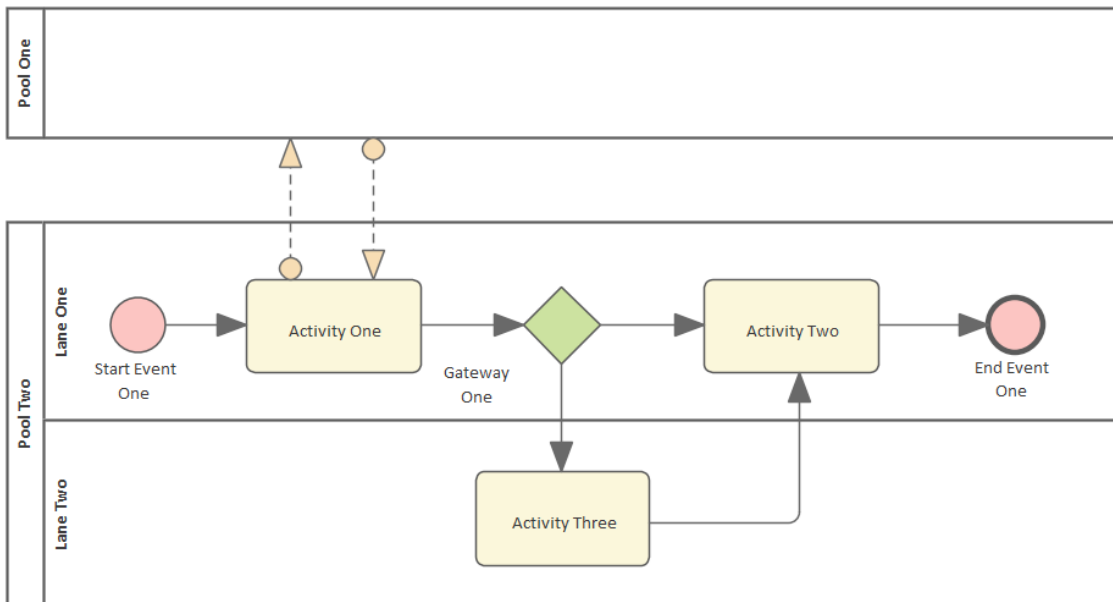 Pool One
Pool Two
Lane One
Start Event
One
Activity One
Gateway
One
Activity Two
End Event
One
Lane Two
Activity Three